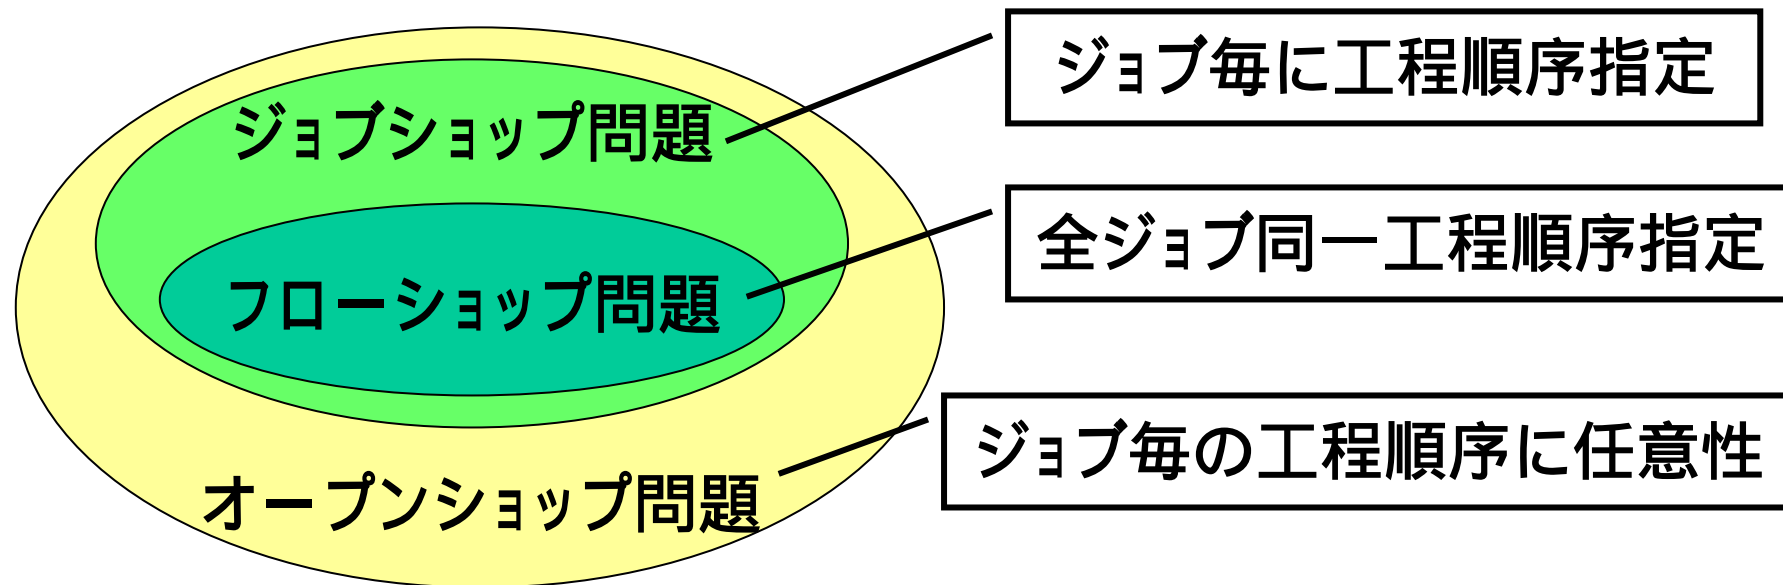 ジョブ毎に工程順序指定
ジョブショップ問題
全ジョブ同一工程順序指定
フローショップ問題
ジョブ毎の工程順序に任意性
オープンショップ問題